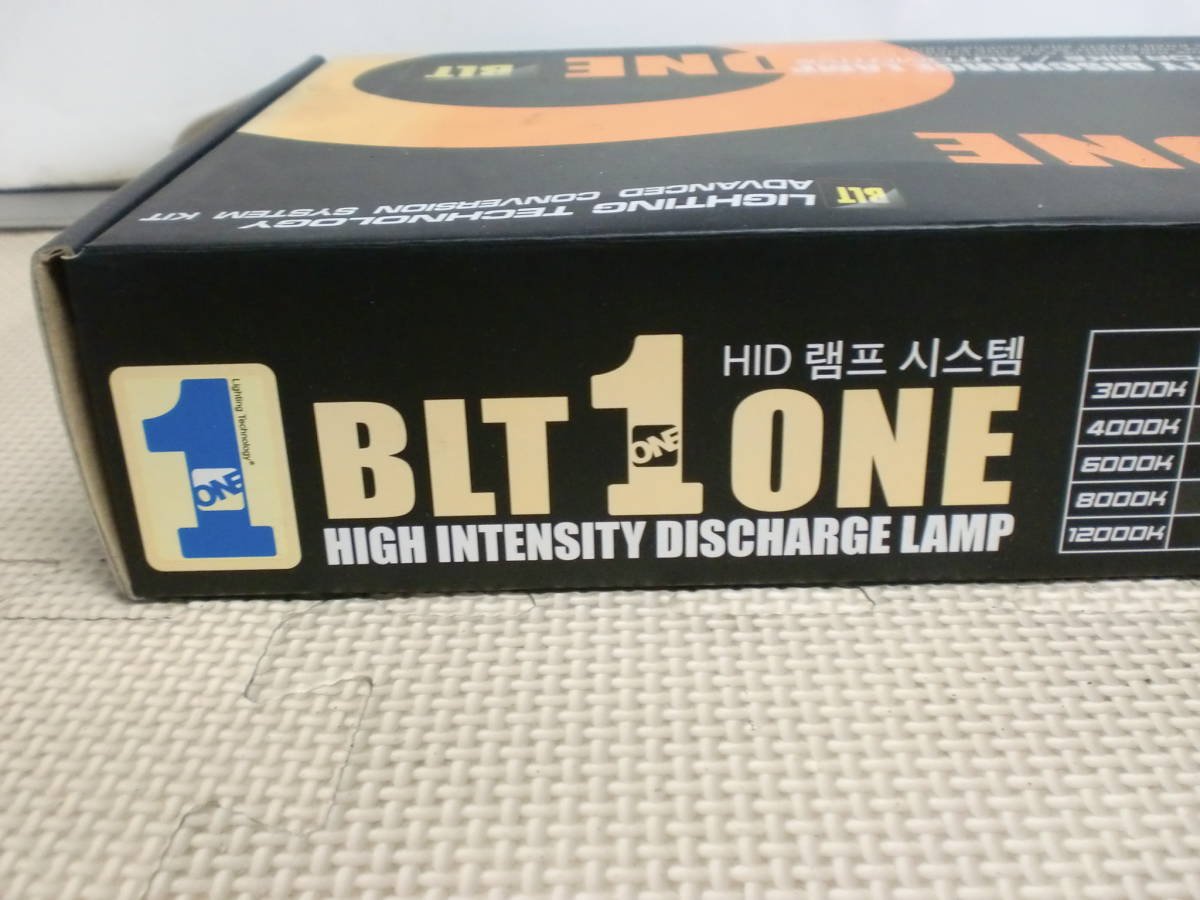 BLT
ONE
ONE
BLT
LIGHTING TECHNOLOGY
ADVANCED CONVERSION SYSTEM KIT
Lighting Technology®
ONE
1
HID 램프 시스템
BLT 1 ONE
ONE
HIGH INTENSITY DISCHARGE LAMP
3000K
4000K
6000K
8000K
12000K